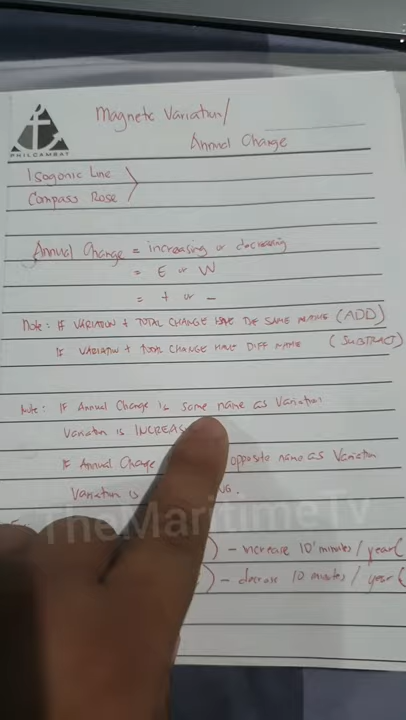 PHILCAMBAT
Magnetic Variation/
Annual Change
Isogonic Line
Compass Rose
Annual Change = increasing or decreasing
= E or W
= + or -
Note: IF VARIATION + TOTAL CHANGE HAVE THE SAME NAMES (ADD)
IF VARIATION + TOTAL CHANGE HAVE DIFF NAME (SUBTRACT)
Note: IF Annual Change is same name as Variation
Variation is INCREAS
IF Annual Change opposite name as Variation
Variation is NG.
TheMaritimeTv
) - increase 10' minutes / year (
) - decrease 10 minutes / year (